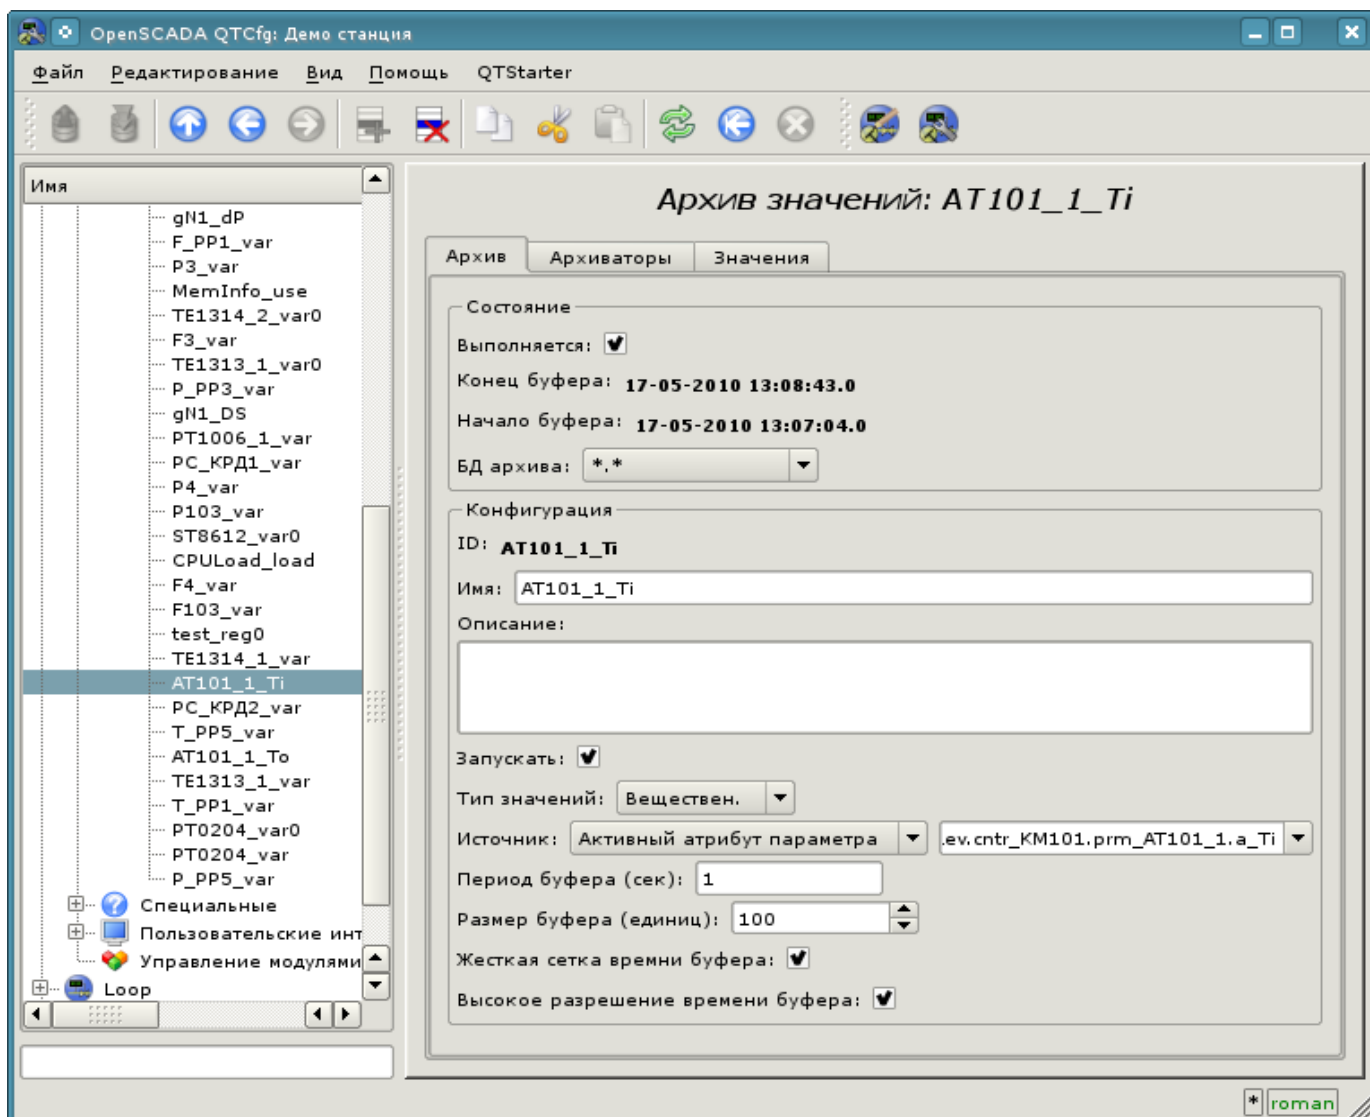 OpenSCADA QTCfg: Демо станция
Файл Редактирование Вид Помощь QTStarter
Имя
gN1_dP
F_PP1_var
P3_var
MemInfo_use
TE1314_2_var0
F3_var
TE1313_1_var0
P_PP3_var
gN1_DS
PT1006_1_var
PC_КРД1_var
P4_var
P103_var
ST8612_var0
CPULoad_load
F4_var
F103_var
test_reg0
TE1314_1_var
AT101_1_Ti
PC_КРД2_var
T_PP5_var
AT101_1_To
TE1313_1_var
T_PP1_var
PT0204_var0
PT0204_var
P_PP5_var
Специальные
Пользовательские инт
Управление модулями
Loop
Архив значений: AT101_1_Ti
Архив Архиваторы Значения
Состояние
Выполняется:
Конец буфера: 17-05-2010 13:08:43.0
Начало буфера: 17-05-2010 13:07:04.0
БД архива: *.*
Конфигурация
ID: AT101_1_Ti
Имя: AT101_1_Ti
Описание:
Запускать:
Тип значений: Веществен.
Источник: Активный атрибут параметра .ev.cntr_KM101.prm_AT101_1.a_Ti
Период буфера (сек): 1
Размер буфера (единиц): 100
Жесткая сетка времни буфера:
Высокое разрешение времени буфера:
* roman